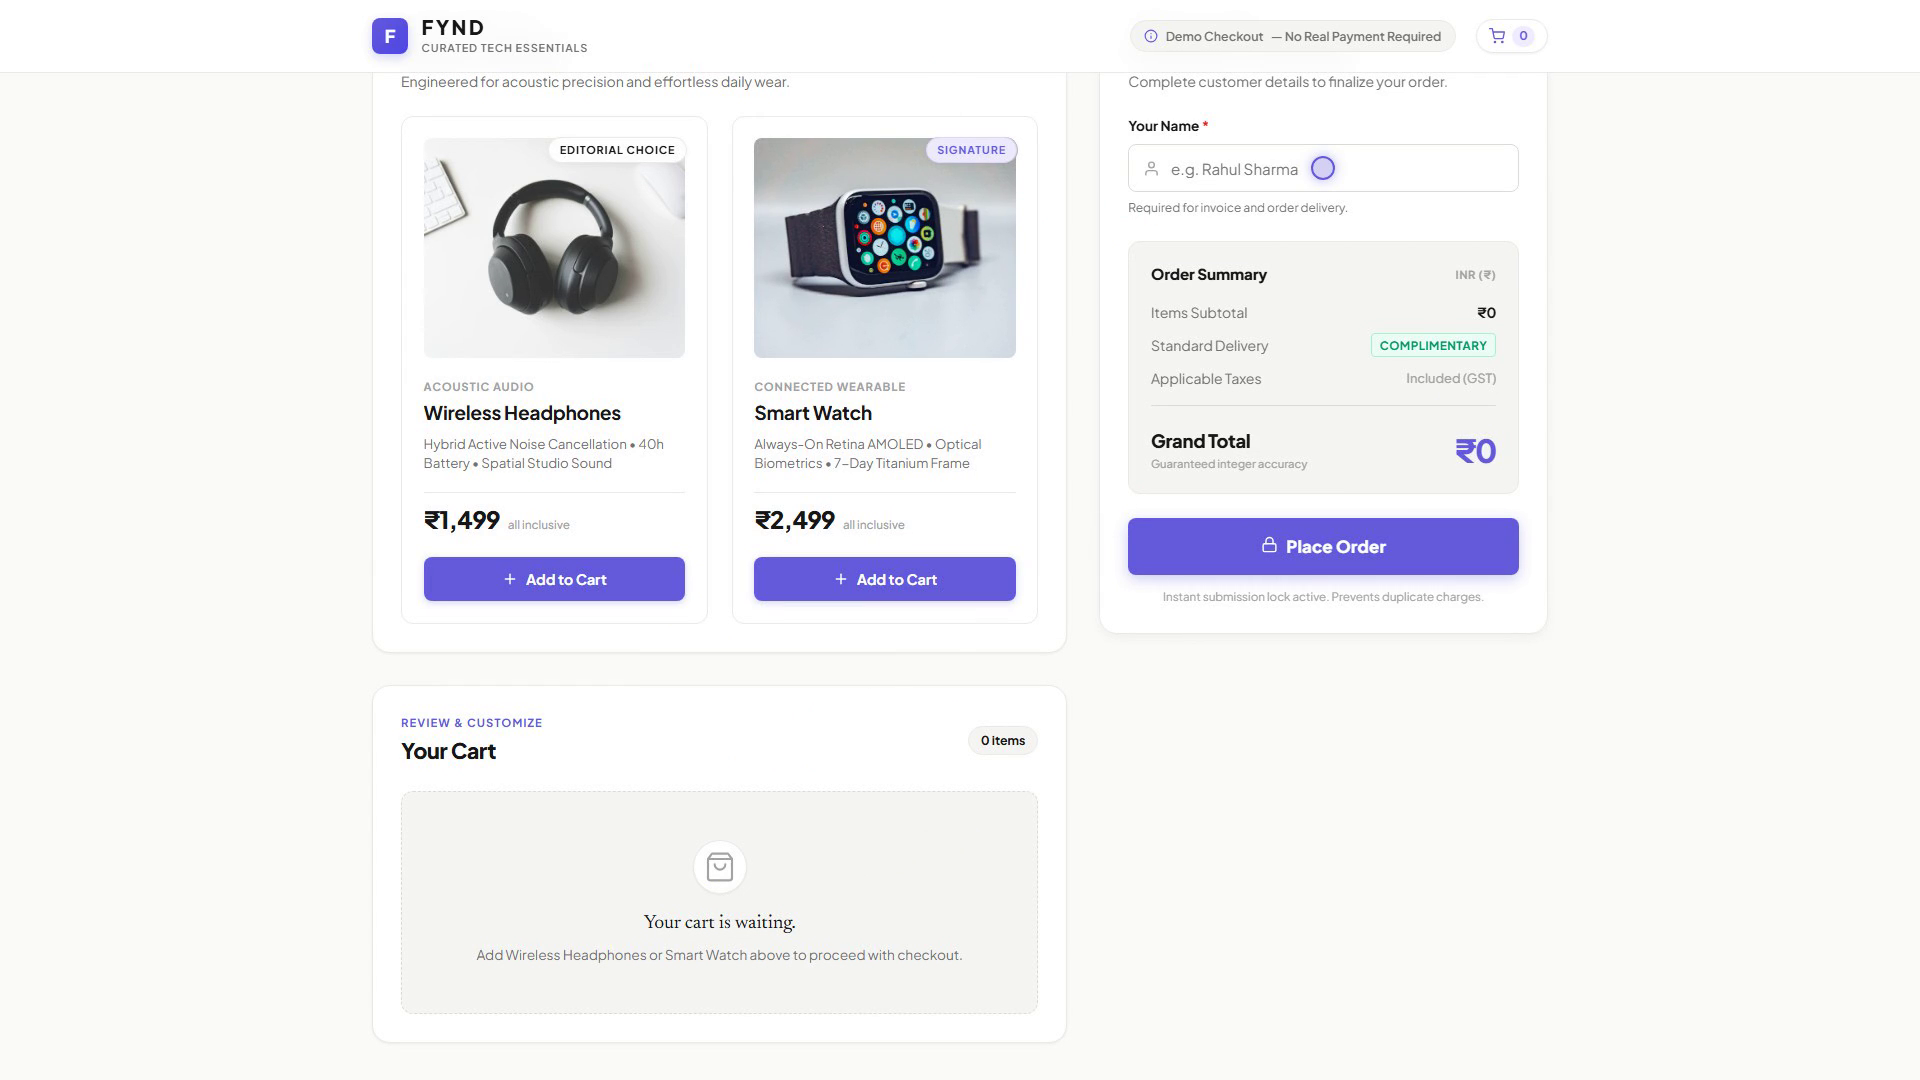 F
FYND
CURATED TECH ESSENTIALS
Demo Checkout — No Real Payment Required
0
Engineered for acoustic precision and effortless daily wear.
EDITORIAL CHOICE
ACOUSTIC AUDIO
Wireless Headphones
Hybrid Active Noise Cancellation • 40h
Battery • Spatial Studio Sound
₹1,499 all inclusive
+ Add to Cart
SIGNATURE
CONNECTED WEARABLE
Smart Watch
Always-On Retina AMOLED • Optical
Biometrics • 7-Day Titanium Frame
₹2,499 all inclusive
+ Add to Cart
REVIEW & CUSTOMIZE
Your Cart
0 items
Your cart is waiting.
Add Wireless Headphones or Smart Watch above to proceed with checkout.
Complete customer details to finalize your order.
Your Name *
e.g. Rahul Sharma
Required for invoice and order delivery.
Order Summary INR (₹)
Items Subtotal ₹0
Standard Delivery COMPLIMENTARY
Applicable Taxes Included (GST)
Grand Total ₹0
Guaranteed integer accuracy
Place Order
Instant submission lock active. Prevents duplicate charges.